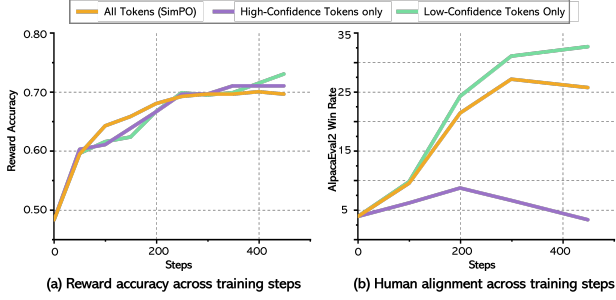 All Tokens (SimPO) High-Confidence Tokens only Low-Confidence Tokens Only
0.80
0.70
0.60
0.50
Reward Accuracy
0 200 400
Steps
(a) Reward accuracy across training steps
35
25
15
5
AlpacaEval2 Win Rate
0 200 400
Steps
(b) Human alignment across training steps